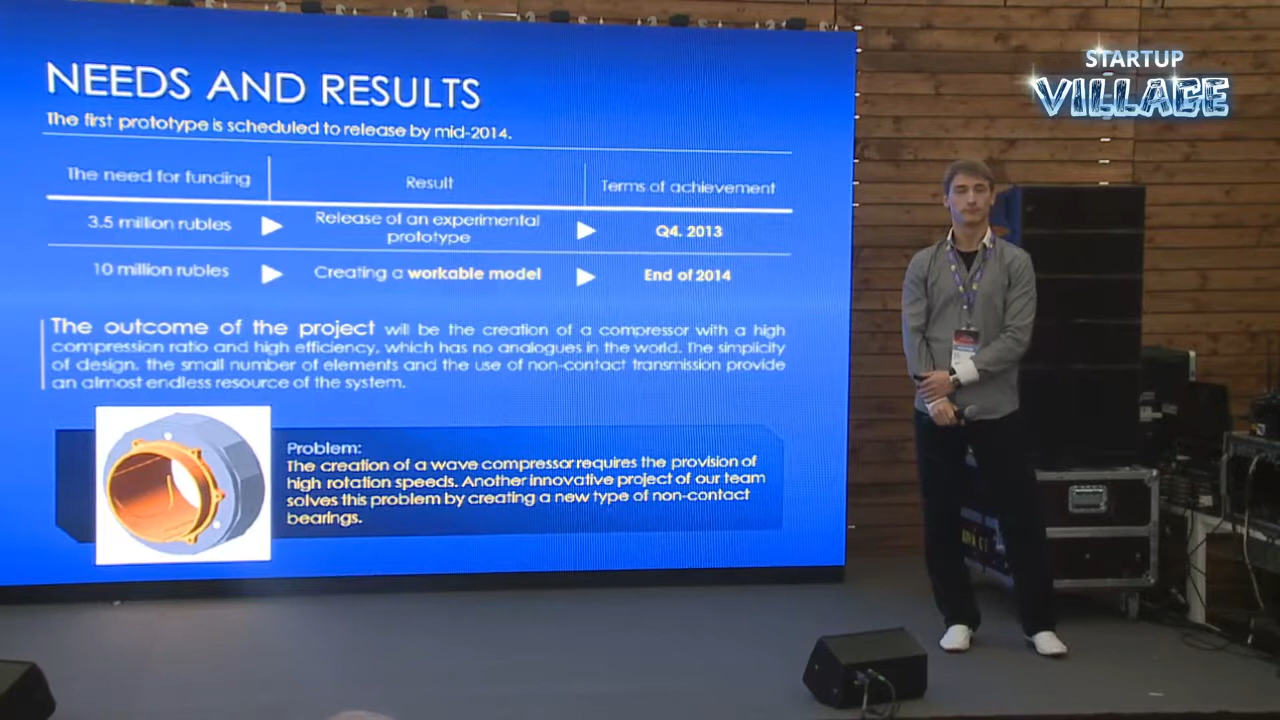 STARTUP
VILLAGE
NEEDS AND RESULTS
The first prototype is scheduled to release by mid-2014.
The need for funding
Result
Terms of achievement
3.5 million rubles
Release of an experimental
prototype
Q4. 2013
10 million rubles
Creating a workable model
End of 2014
The outcome of the project will be the creation of a compressor with a high
compression ratio and high efficiency, which has no analogues in the world. The simplicity
of design, the small number of elements and the use of non-contact transmission provide
an almost endless resource of the system.
Problem:
The creation of a wave compressor requires the provision of
high rotation speeds. Another innovative project of our team
solves this problem by creating a new type of non-contact
bearings.